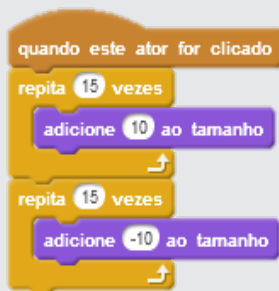 quando este ator for clicado
repita 15 vezes
adicione 10 ao tamanho
repita 15 vezes
adicione -10 ao tamanho